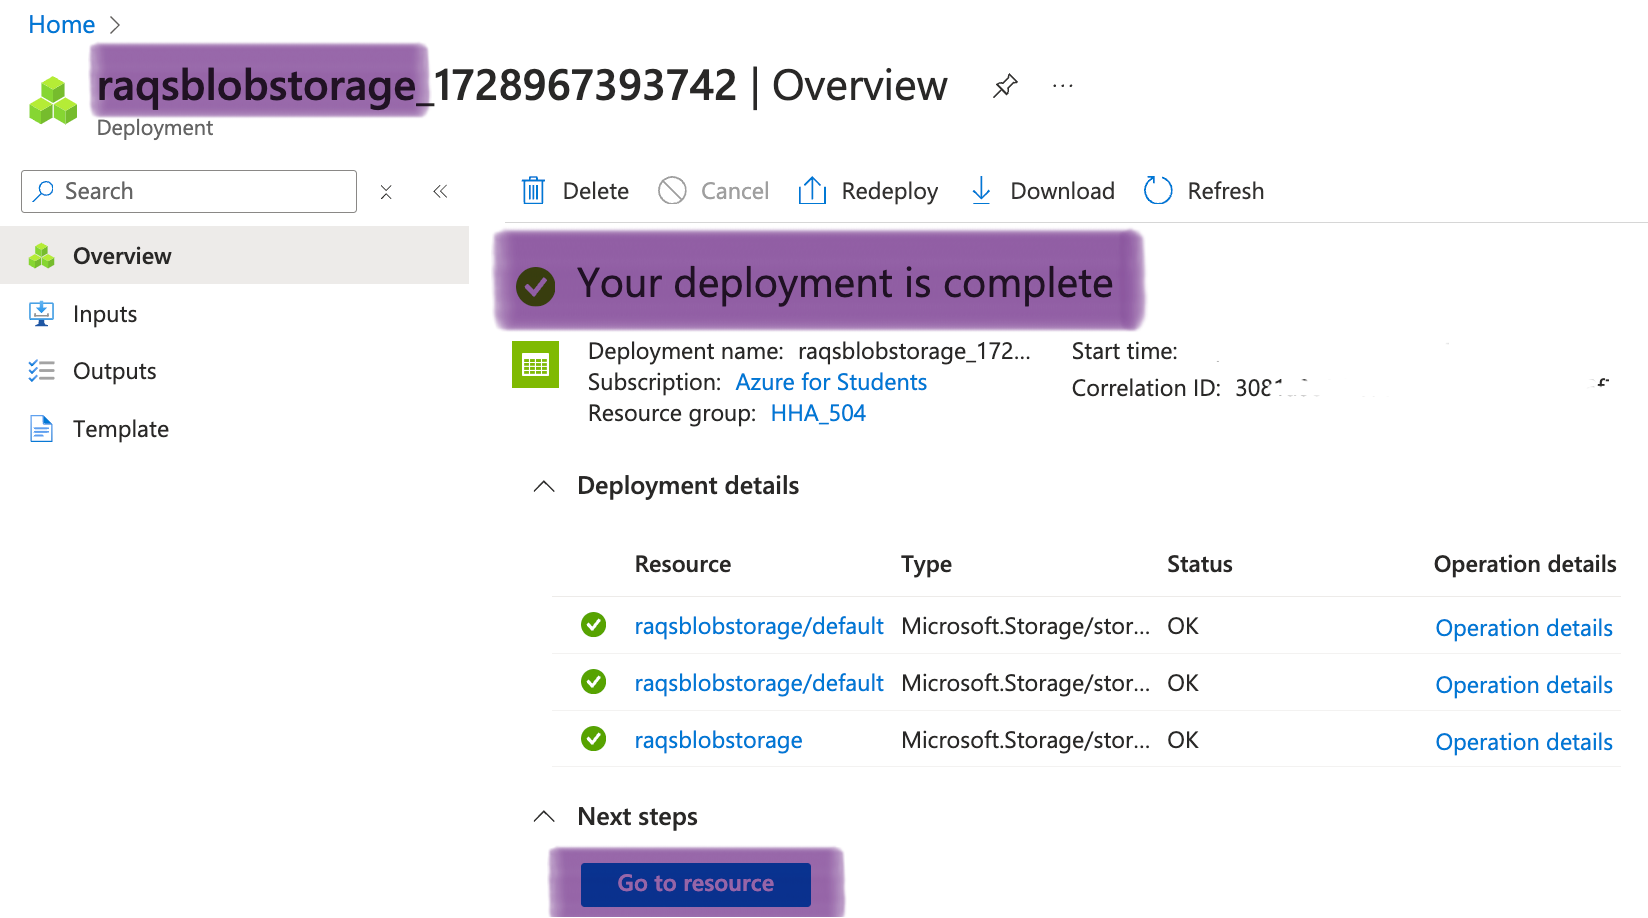 Home
raqsblobstorage_1728967393742 | Overview
Deployment
Search
Delete Cancel Redeploy Download Refresh
Overview
Inputs
Outputs
Template
Your deployment is complete
Deployment name: raqsblobstorage_172...
Subscription: Azure for Students
Resource group: HHA_504
Start time:
Correlation ID:
Deployment details
Resource Type Status Operation details
raqsblobstorage/default Microsoft.Storage/stor... OK Operation details
raqsblobstorage/default Microsoft.Storage/stor... OK Operation details
raqsblobstorage Microsoft.Storage/stor... OK Operation details
Next steps
Go to resource